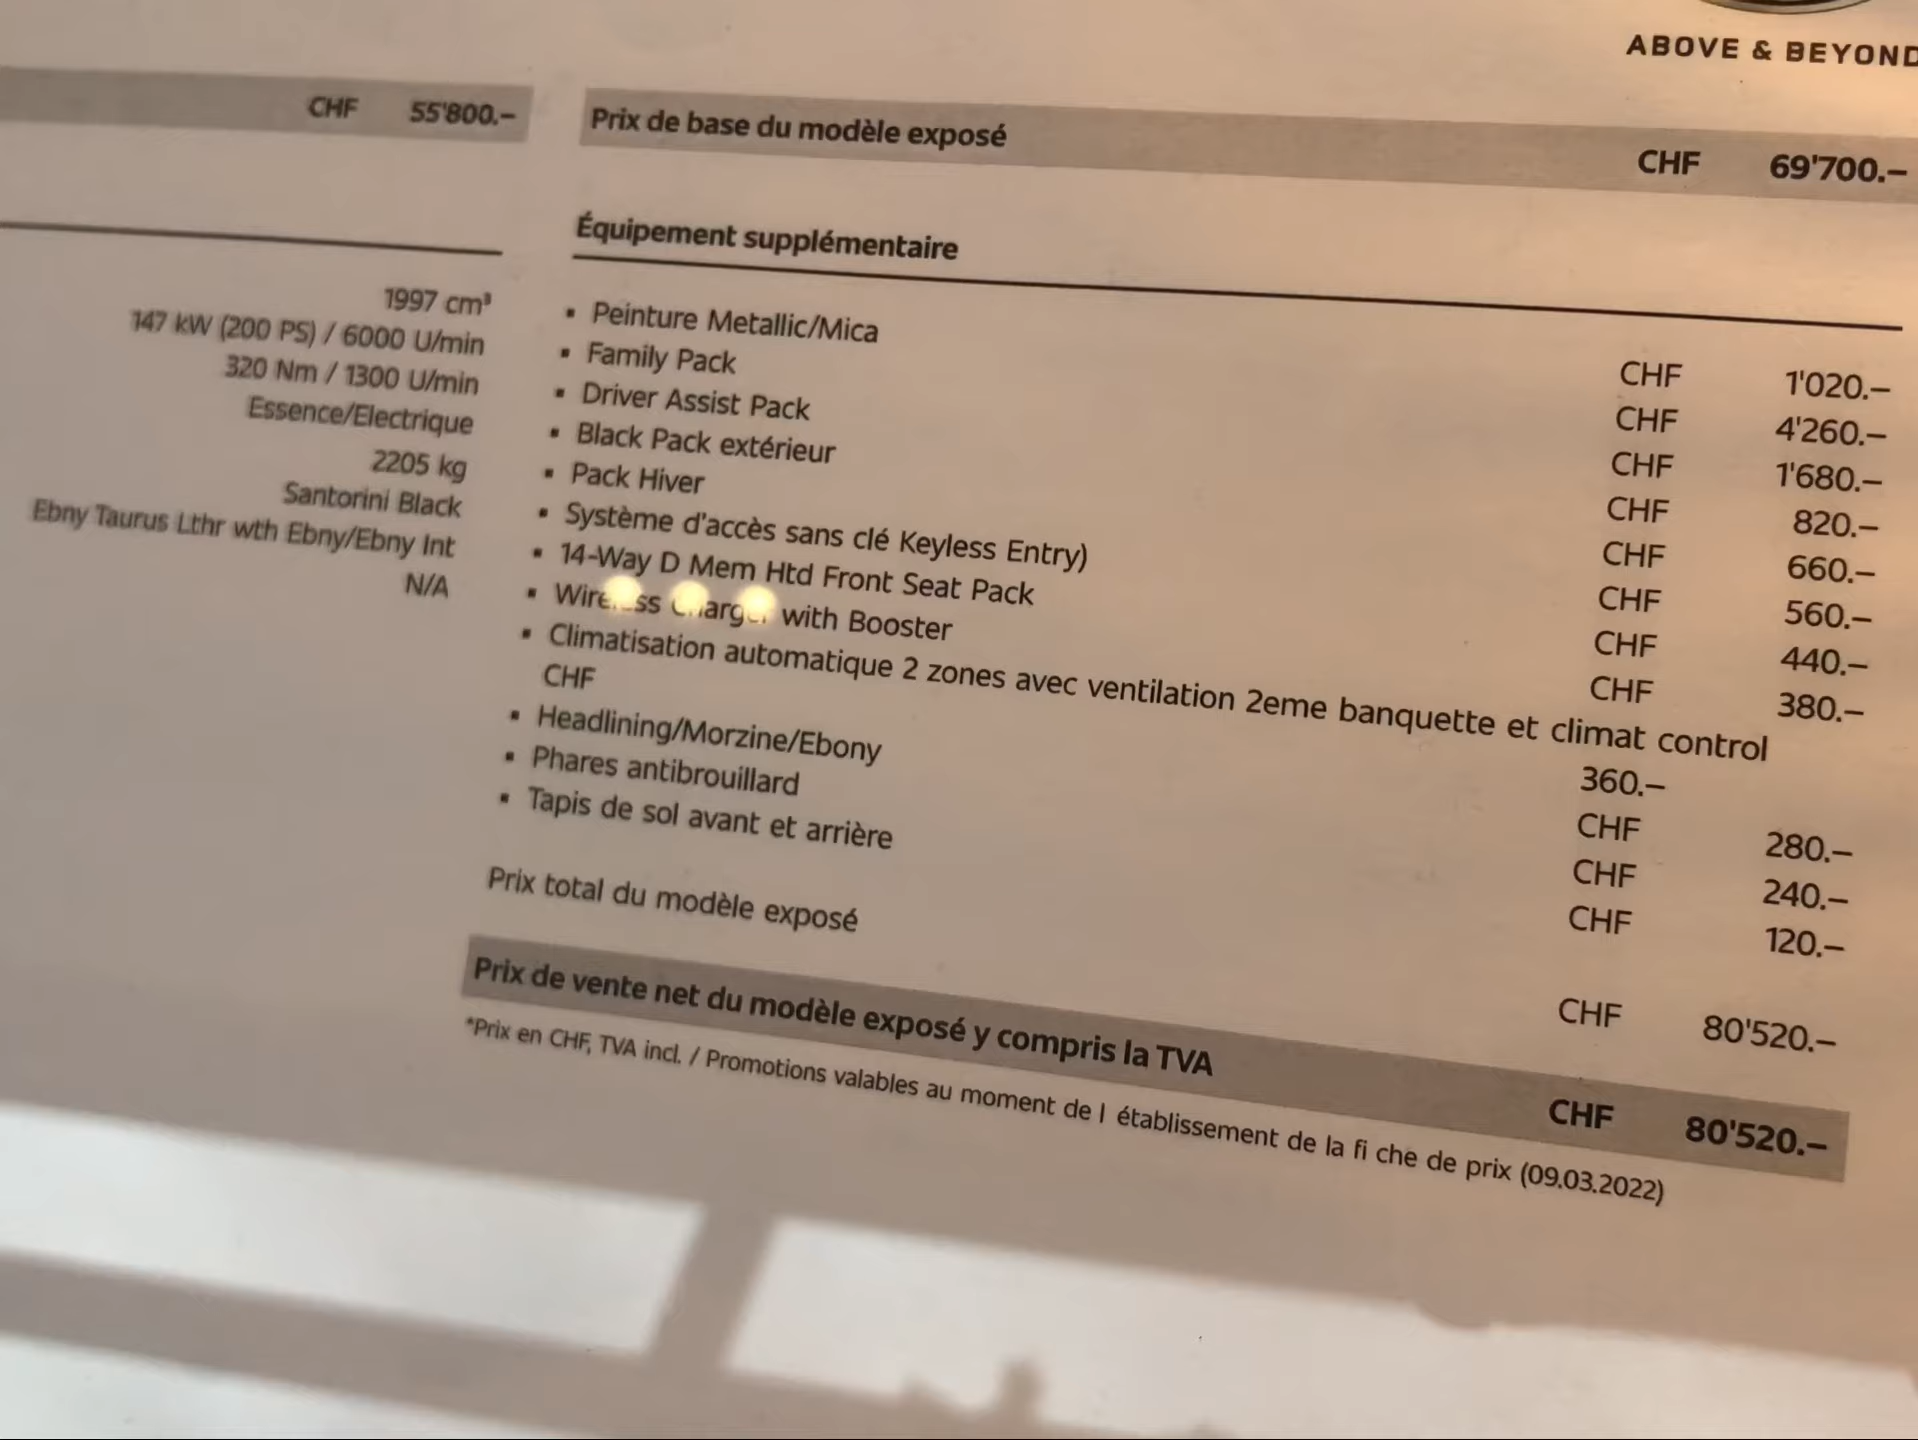 ABOVE & BEYOND
CHF 55'800.–
1997 cm³
147 kW (200 PS) / 6000 U/min
320 Nm / 1300 U/min
Essence/Electrique
2205 kg
Santorini Black
Ebny Taurus Lthr wth Ebny/Ebny Int
N/A
Prix de base du modèle exposé CHF 69'700.–
Équipement supplémentaire
▪ Peinture Metallic/Mica CHF 1'020.–
▪ Family Pack CHF 4'260.–
▪ Driver Assist Pack CHF 1'680.–
▪ Black Pack extérieur CHF 820.–
▪ Pack Hiver CHF 660.–
▪ Système d'accès sans clé Keyless Entry) CHF 560.–
▪ 14-Way D Mem Htd Front Seat Pack CHF 440.–
▪ Wireless Charger with Booster CHF 380.–
▪ Climatisation automatique 2 zones avec ventilation 2eme banquette et climat control
CHF 360.–
▪ Headlining/Morzine/Ebony CHF 280.–
▪ Phares antibrouillard CHF 240.–
▪ Tapis de sol avant et arrière CHF 120.–
Prix total du modèle exposé CHF 80'520.–
Prix de vente net du modèle exposé y compris la TVA CHF 80'520.–
*Prix en CHF, TVA incl. / Promotions valables au moment de l établissement de la fi che de prix (09.03.2022)